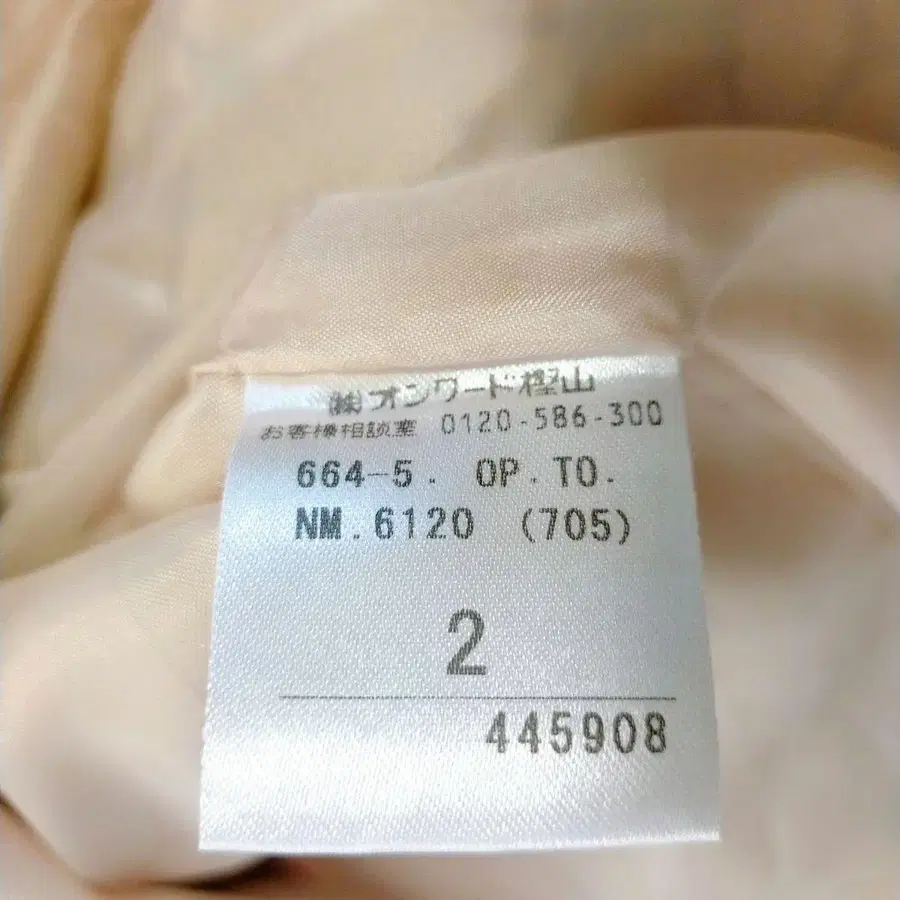 ㈱オンワード樫山
お客様相談室 0120-586-300
664-5. OP.TO.
NM.6120 (705)
2
445908